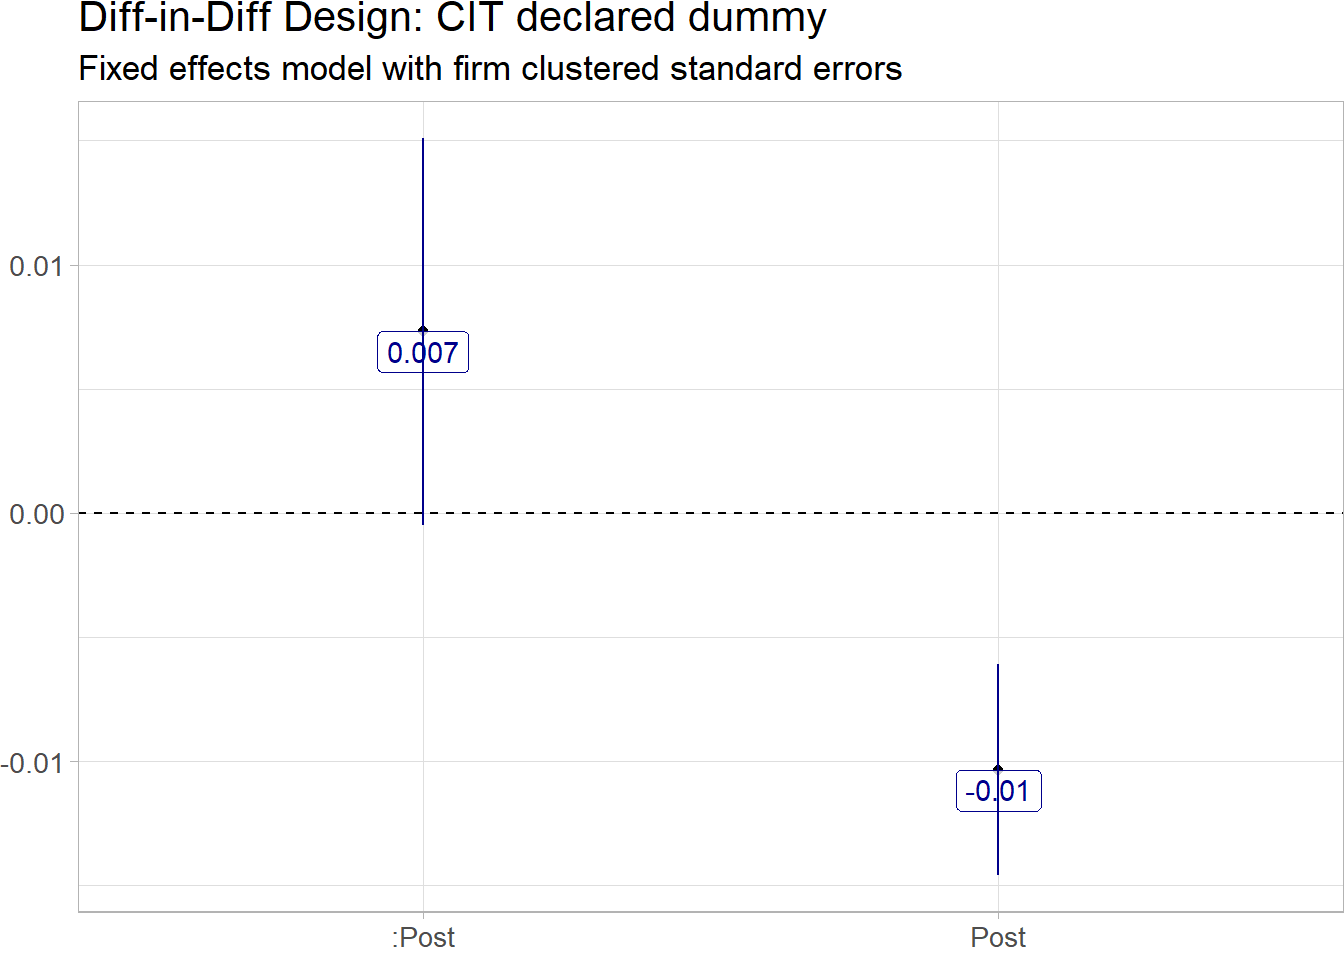 Diff-in-Diff Design: CIT declared dummy
Fixed effects model with firm clustered standard errors
0.01
0.007
0.00
-0.01
-0.01
:Post
Post